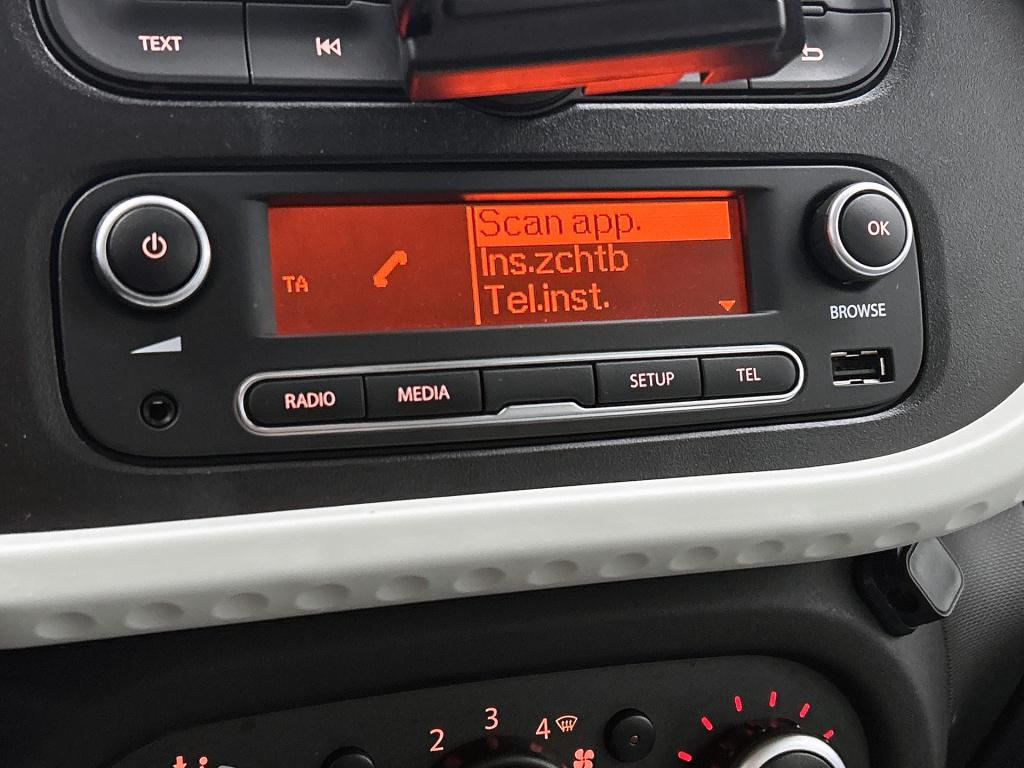 TEXT
TA
Scan app.
Ins.zchtb
Tel.inst.
OK
BROWSE
RADIO
MEDIA
SETUP
TEL
2
3
4